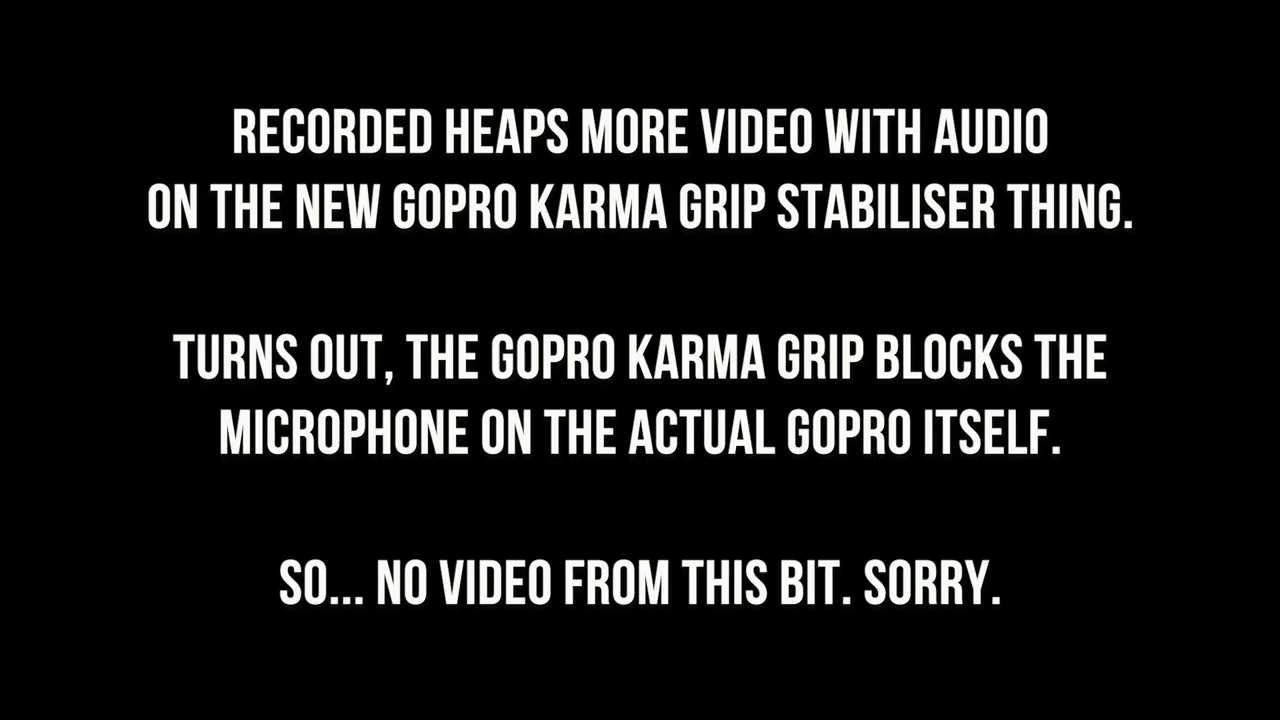 RECORDED HEAPS MORE VIDEO WITH AUDIO
ON THE NEW GOPRO KARMA GRIP STABILISER THING.
TURNS OUT, THE GOPRO KARMA GRIP BLOCKS THE
MICROPHONE ON THE ACTUAL GOPRO ITSELF.
SO... NO VIDEO FROM THIS BIT. SORRY.